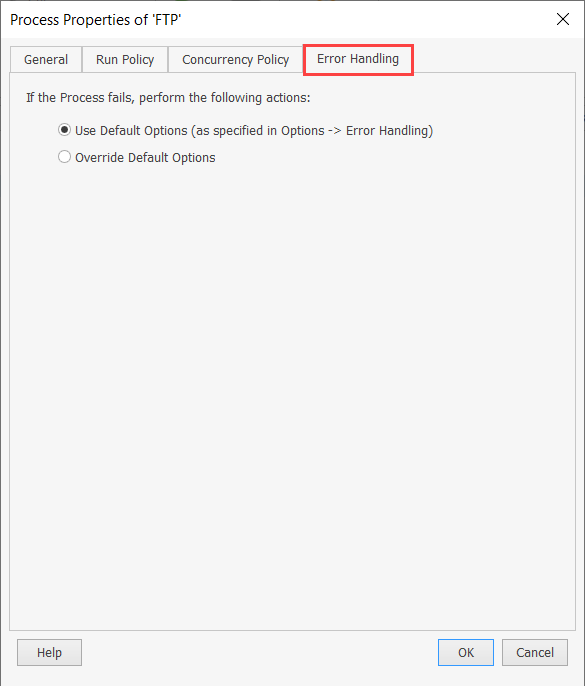 Process Properties of 'FTP'
General Run Policy Concurrency Policy Error Handling
If the Process fails, perform the following actions:
Use Default Options (as specified in Options -> Error Handling)
Override Default Options
Help OK Cancel